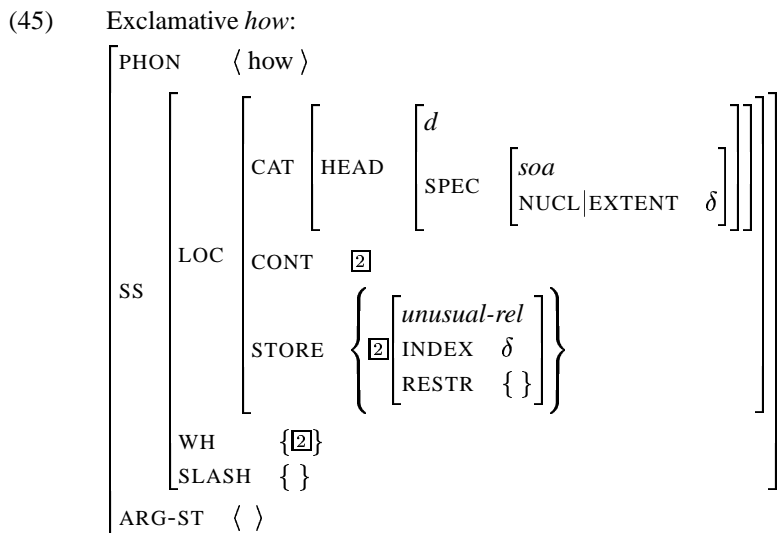 (45) Exclamative how:
PHON ⟨ how ⟩
d
CAT HEAD
SPEC soa
NUCL|EXTENT δ
LOC CONT 2
SS
unusual-rel
STORE { 2 INDEX δ }
RESTR { }
WH {2}
SLASH { }
ARG-ST ⟨ ⟩